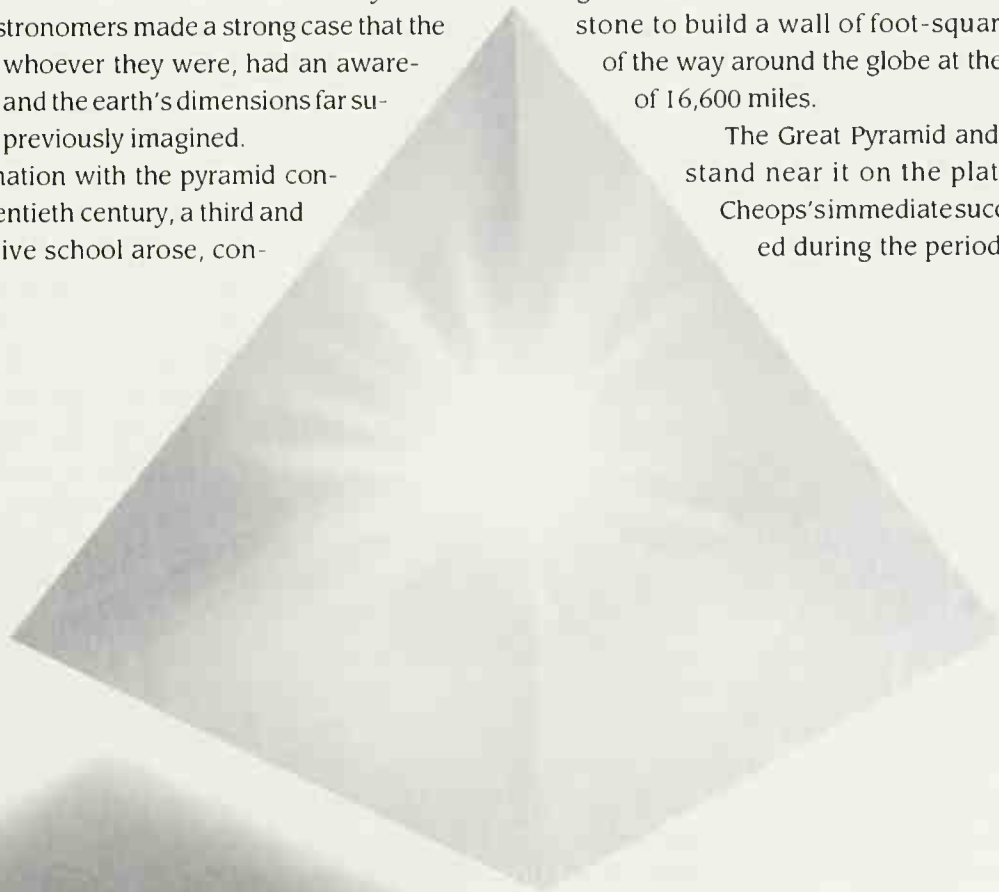 stronomers made a strong case that the
whoever they were, had an aware-
and the earth's dimensions far su-
previously imagined.
nation with the pyramid con-
entieth century, a third and
ive school arose, con-
stone to build a wall of foot-squar
of the way around the globe at the
of 16,600 miles.
The Great Pyramid and
stand near it on the plat
Cheops's immediate suc
ed during the period